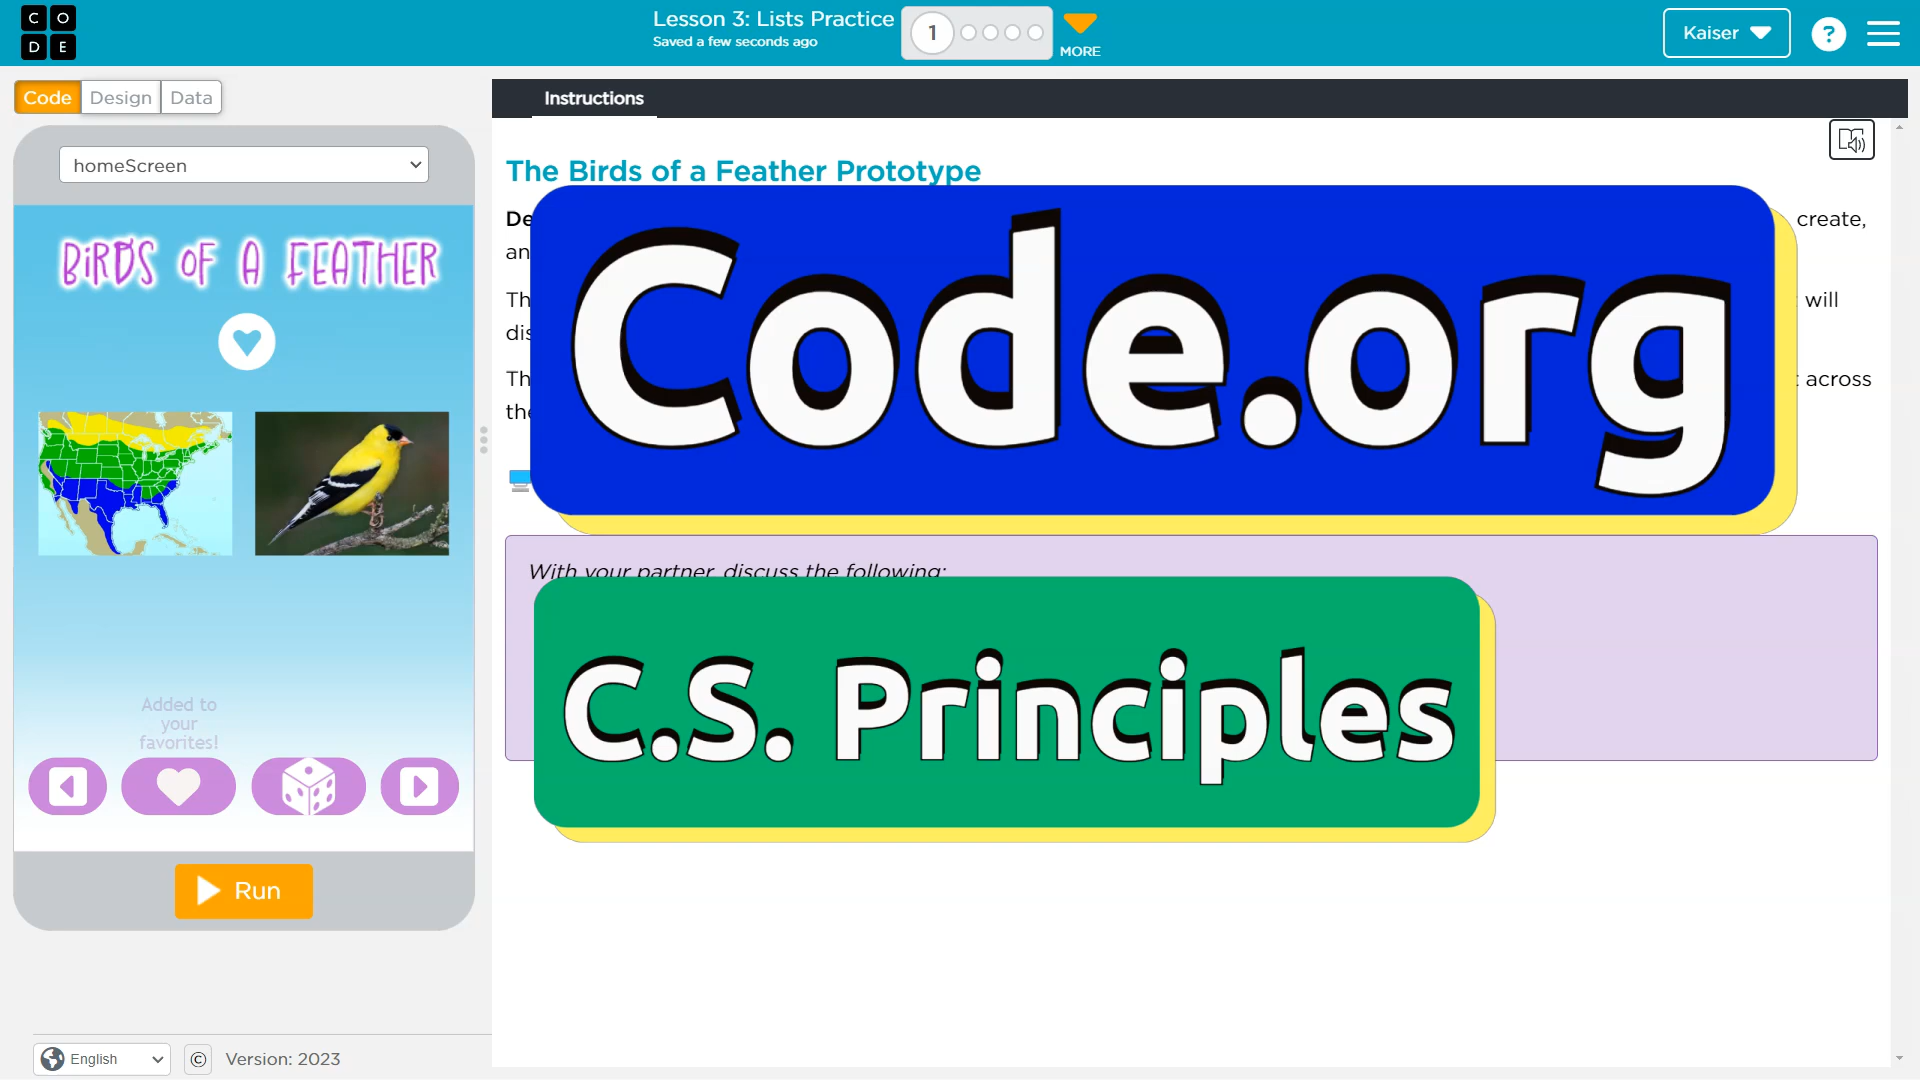 C O
D E
Lesson 3: Lists Practice
Saved a few seconds ago
1
MORE
Kaiser
?
Code
Design
Data
Instructions
homeScreen
The Birds of a Feather Prototype
create,
an
Th
will
dis
Th
across
the
BIRDS OF A FEATHER
Code.org
With your partner, discuss the following:
C.S. Principles
Added to
your
favorites!
Run
English
©
Version: 2023